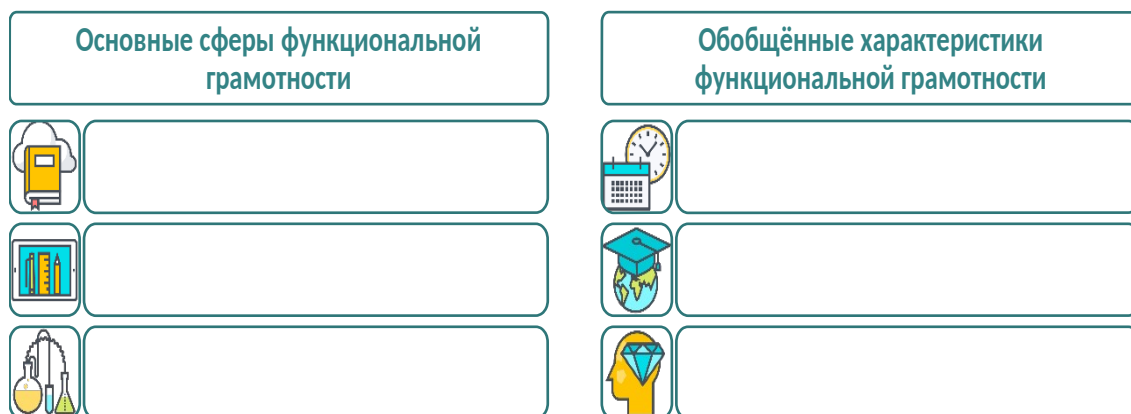 Основные сферы функциональной
грамотности
Обобщённые характеристики
функциональной грамотности